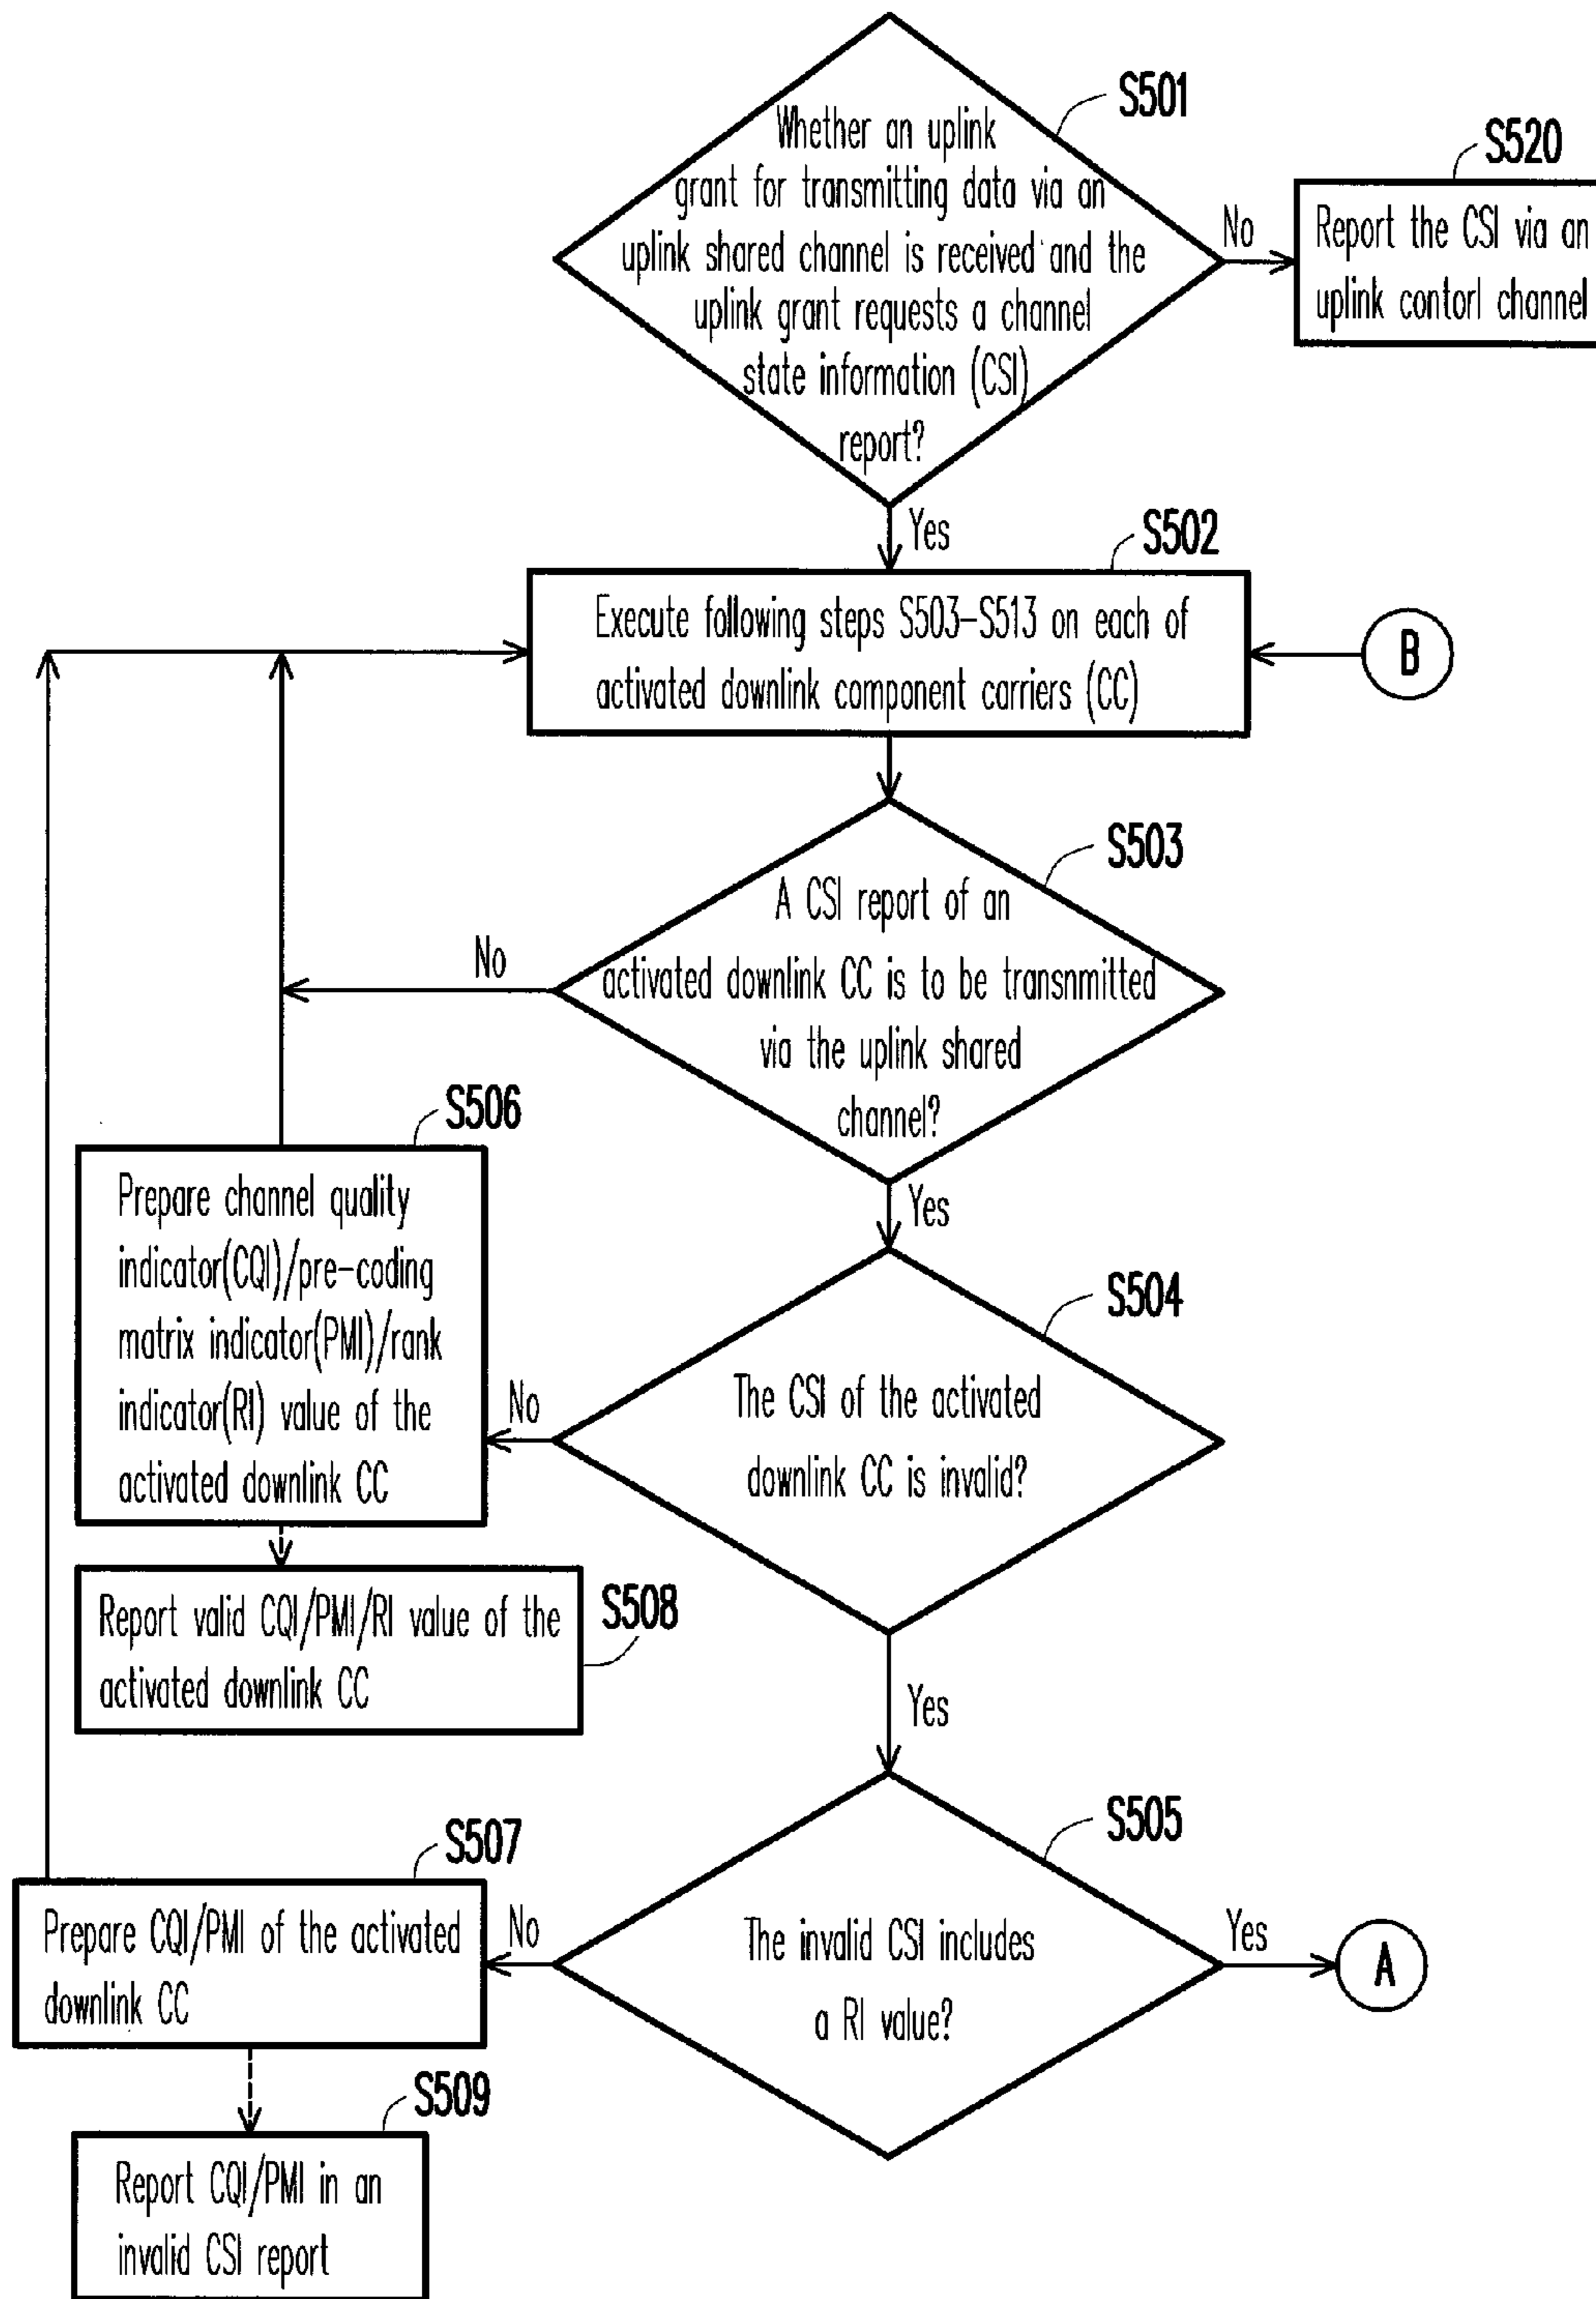 S501
Whether an uplink
grant for transmitting data via an
uplink shared channel is received and the
uplink grant requests a channel
state information (CSI)
report?
No
S520
Report the CSI via an
uplink contorl channel
Yes
S502
Execute following steps S503-S513 on each of
activated downlink component carriers (CC)
B
S503
A CSI report of an
activated downlink CC is to be transnmitted
via the uplink shared
channel?
No
Yes
S506
Prepare channel quality
indicator(CQI)/pre-coding
matrix indicator(PMI)/rank
indicator(RI) value of the
activated downlink CC
S504
The CSI of the activated
downlink CC is invalid?
No
S508
Report valid CQI/PMI/RI value of the
activated downlink CC
Yes
S505
The invalid CSI includes
a RI value?
Yes
A
No
S507
Prepare CQI/PMI of the activated
downlink CC
S509
Report CQI/PMI in an
invalid CSI report